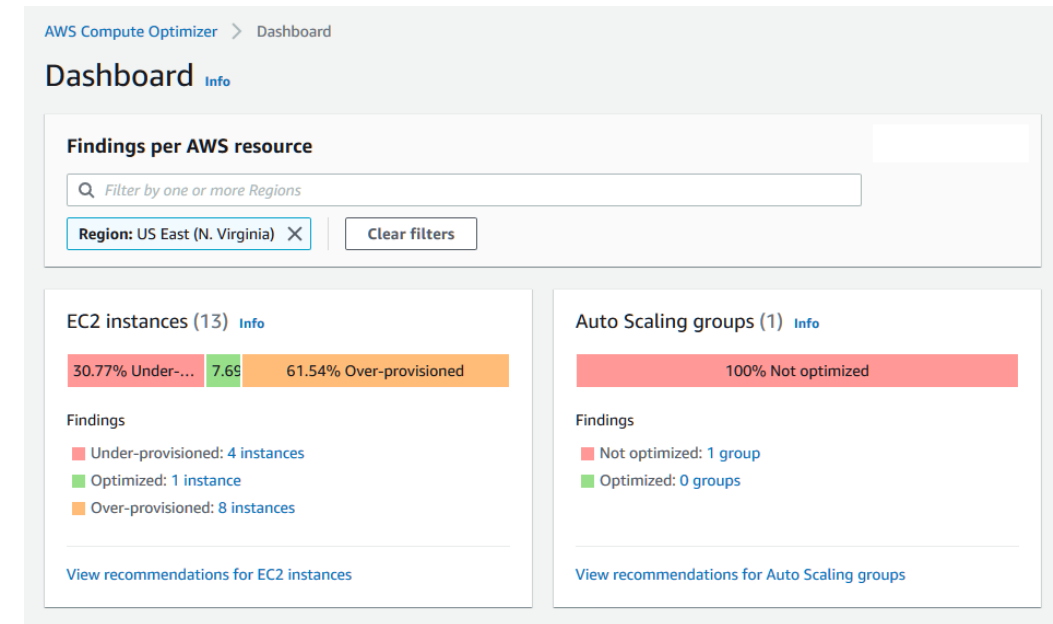 AWS Compute Optimizer > Dashboard
Dashboard Info
Findings per AWS resource
Filter by one or more Regions
Region: US East (N. Virginia) ×
Clear filters
EC2 instances (13) Info
30.77% Under-... 7.69 61.54% Over-provisioned
Findings
Under-provisioned: 4 instances
Optimized: 1 instance
Over-provisioned: 8 instances
View recommendations for EC2 instances
Auto Scaling groups (1) Info
100% Not optimized
Findings
Not optimized: 1 group
Optimized: 0 groups
View recommendations for Auto Scaling groups